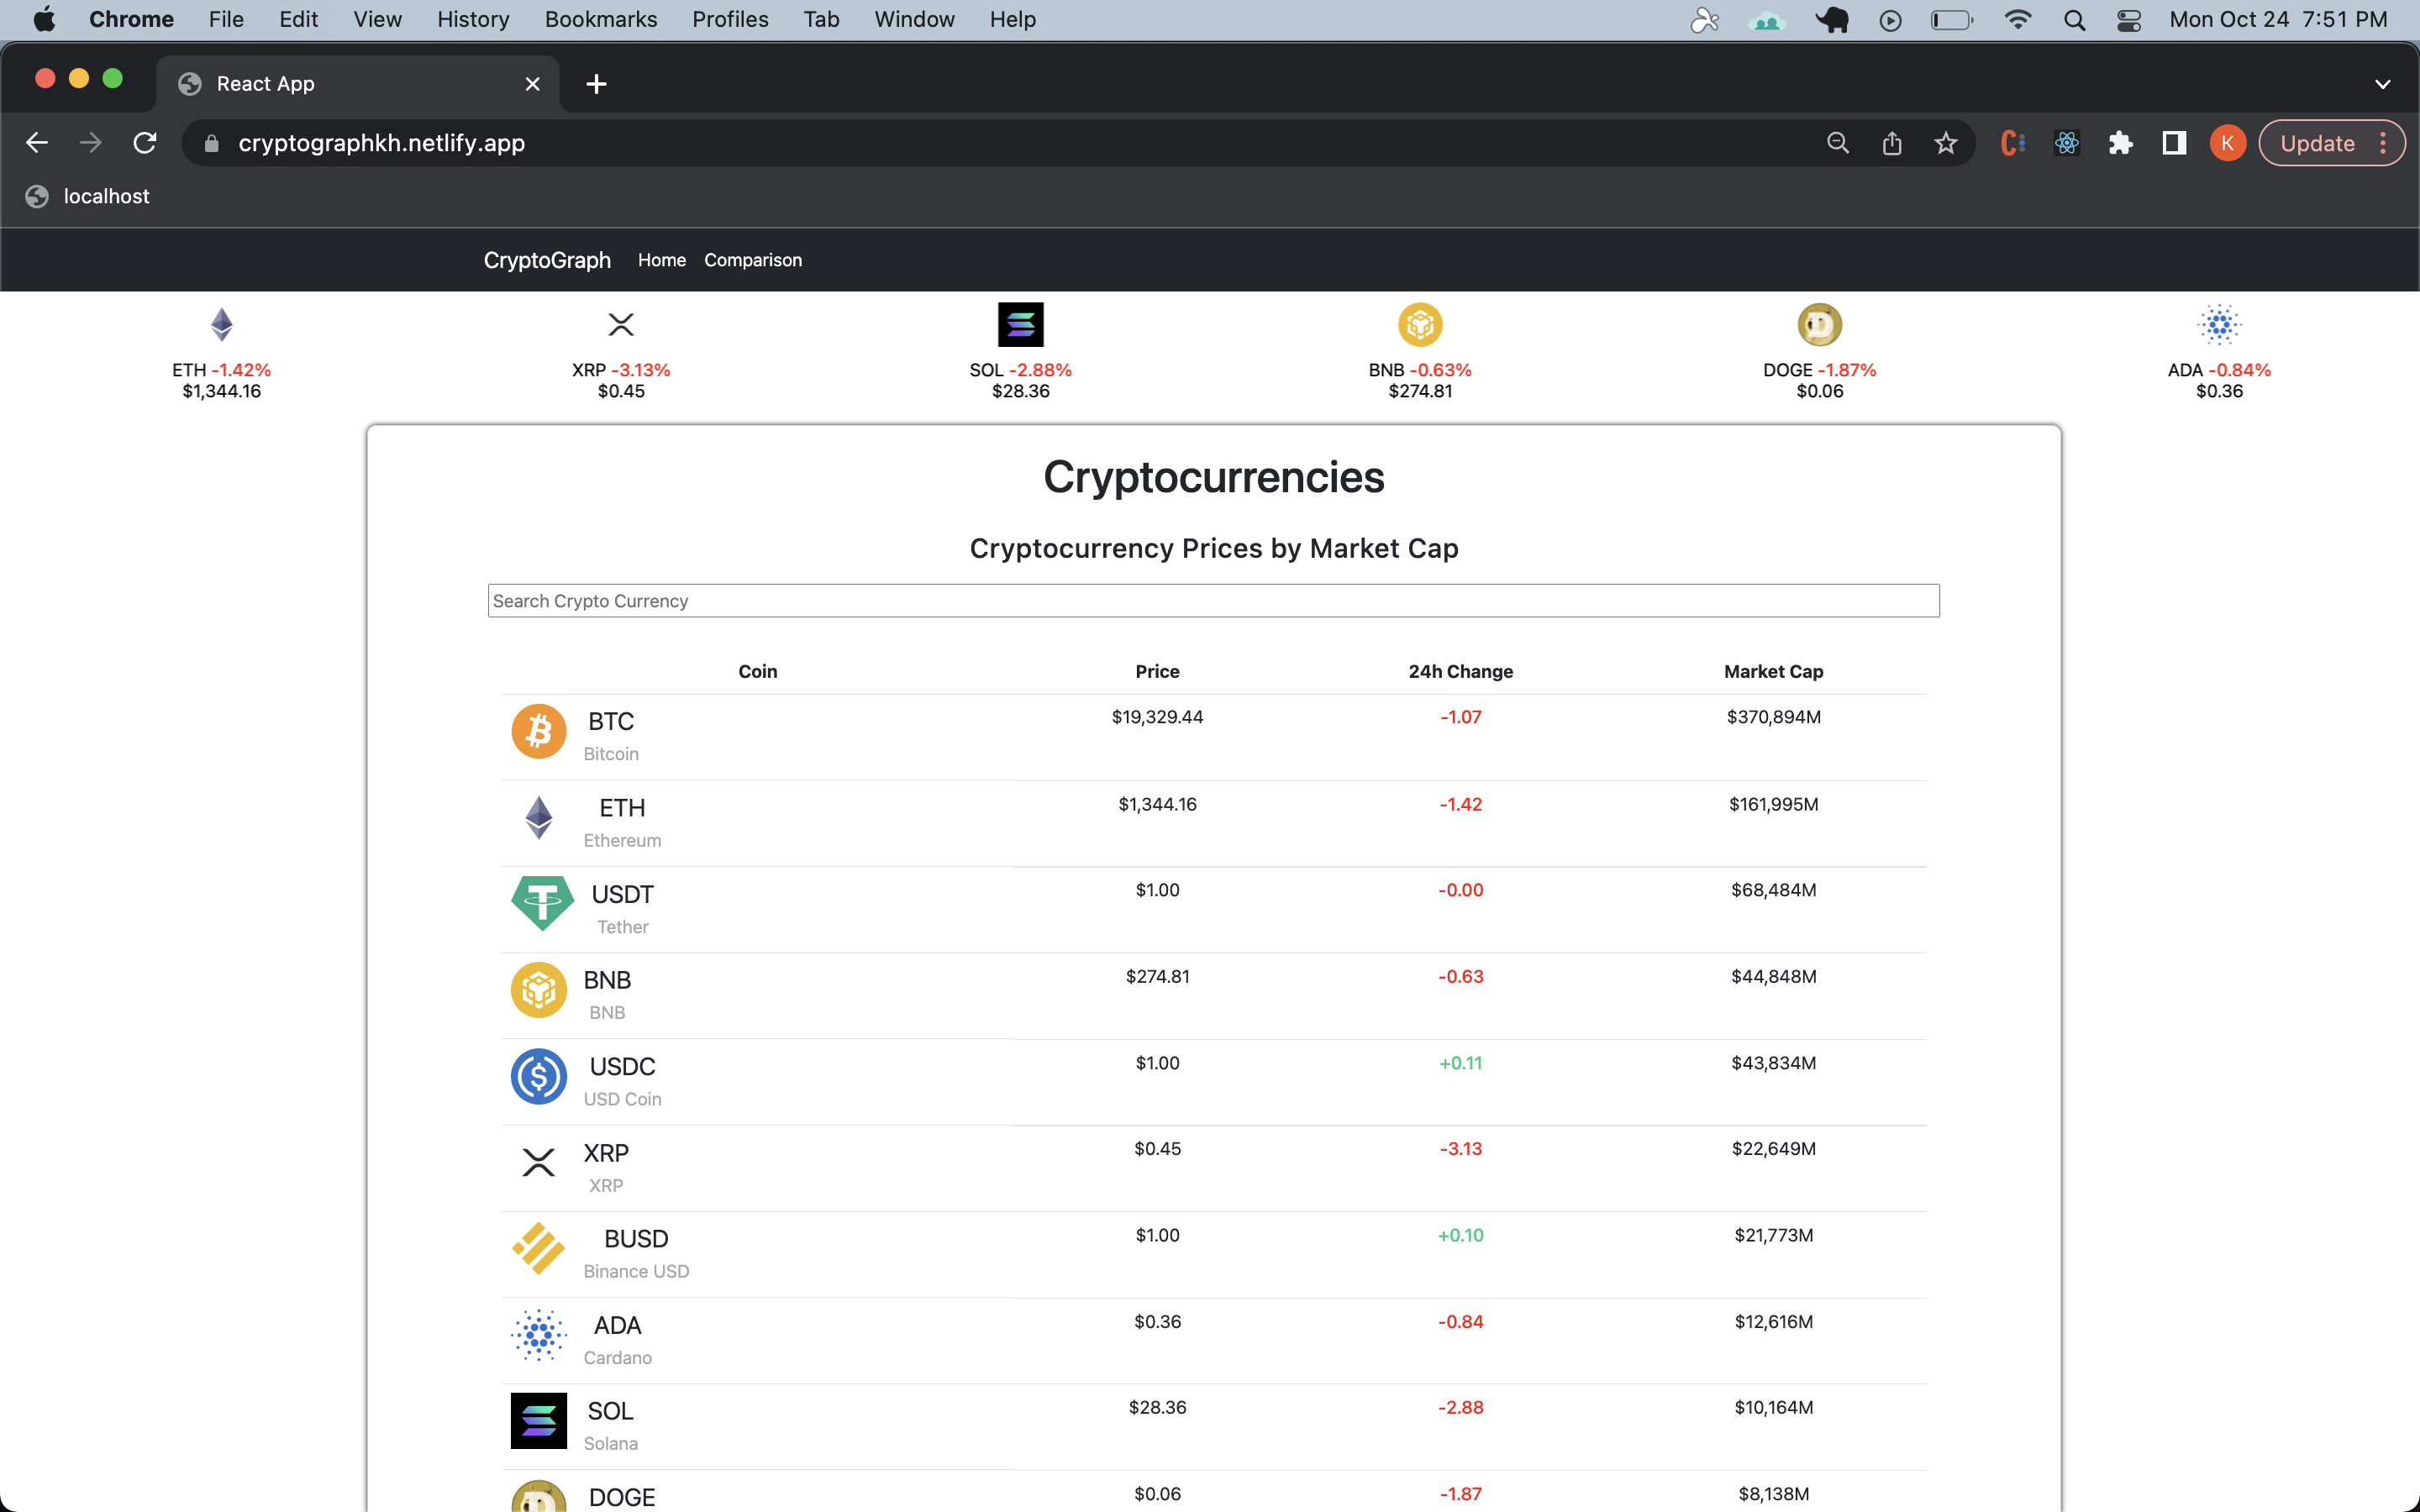 Chrome File Edit View History Bookmarks Profiles Tab Window Help Mon Oct 24 7:51 PM
React App
cryptographkh.netlify.app K Update
localhost
CryptoGraph Home Comparison
ETH -1.42% XRP -3.13% SOL -2.88% BNB -0.63% DOGE -1.87% ADA -0.84%
$1,344.16 $0.45 $28.36 $274.81 $0.06 $0.36
Cryptocurrencies
Cryptocurrency Prices by Market Cap
Search Crypto Currency
Coin Price 24h Change Market Cap
BTC $19,329.44 -1.07 $370,894M
Bitcoin
ETH $1,344.16 -1.42 $161,995M
Ethereum
USDT $1.00 -0.00 $68,484M
Tether
BNB $274.81 -0.63 $44,848M
BNB
USDC $1.00 +0.11 $43,834M
USD Coin
XRP $0.45 -3.13 $22,649M
XRP
BUSD $1.00 +0.10 $21,773M
Binance USD
ADA $0.36 -0.84 $12,616M
Cardano
SOL $28.36 -2.88 $10,164M
Solana
DOGE $0.06 -1.87 $8,138M